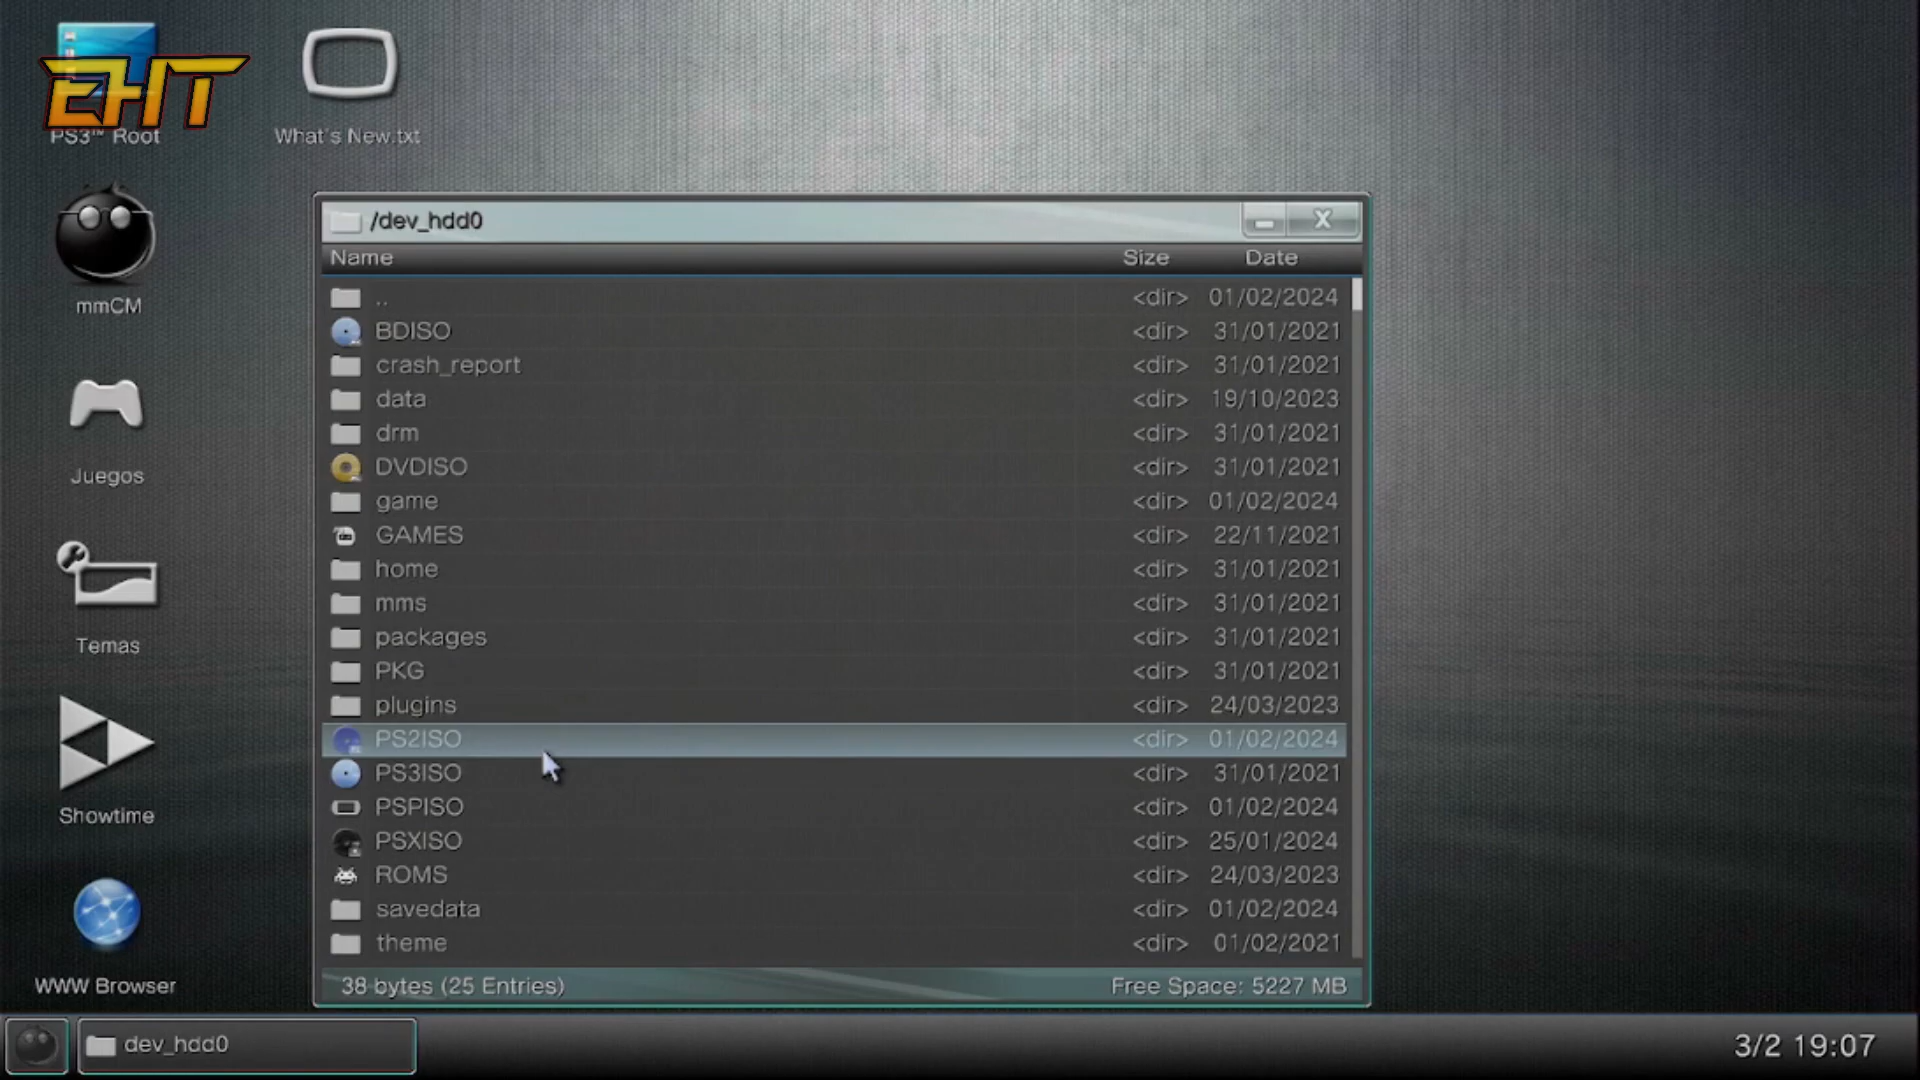 EHT
PS3™ Root
What's New.txt
mmCM
Juegos
Temas
Showtime
WWW Browser
/dev_hdd0
X
Name Size Date
.. <dir> 01/02/2024
BDISO <dir> 31/01/2021
crash_report <dir> 31/01/2021
data <dir> 19/10/2023
drm <dir> 31/01/2021
DVDISO <dir> 31/01/2021
game <dir> 01/02/2024
GAMES <dir> 22/11/2021
home <dir> 31/01/2021
mms <dir> 31/01/2021
packages <dir> 31/01/2021
PKG <dir> 31/01/2021
plugins <dir> 24/03/2023
PS2ISO <dir> 01/02/2024
PS3ISO <dir> 31/01/2021
PSPISO <dir> 01/02/2024
PSXISO <dir> 25/01/2024
ROMS <dir> 24/03/2023
savedata <dir> 01/02/2024
theme <dir> 01/02/2021
38 bytes (25 Entries) Free Space: 5227 MB
dev_hdd0
3/2 19:07